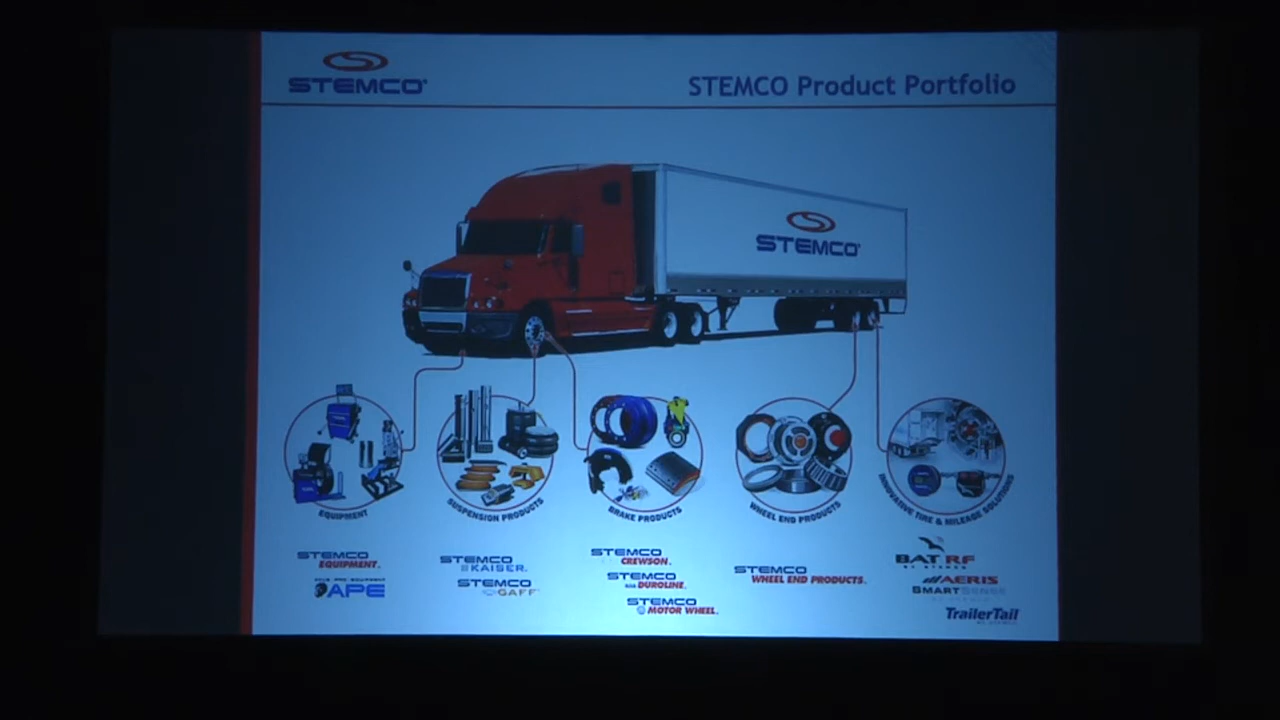 STEMCO
STEMCO Product Portfolio
STEMCO
EQUIPMENT
SUSPENSION PRODUCTS
BRAKE PRODUCTS
WHEEL END PRODUCTS
INNOVATIVE TIRE & MILEAGE SOLUTIONS
STEMCO
EQUIPMENT.
APE
STEMCO
KAISER.
STEMCO
GAFF
STEMCO
CREWSON.
STEMCO
DUROLINE.
STEMCO
MOTOR WHEEL.
STEMCO
WHEEL END PRODUCTS.
BAT RF
AERIS
SMARTSENSE
TrailerTail